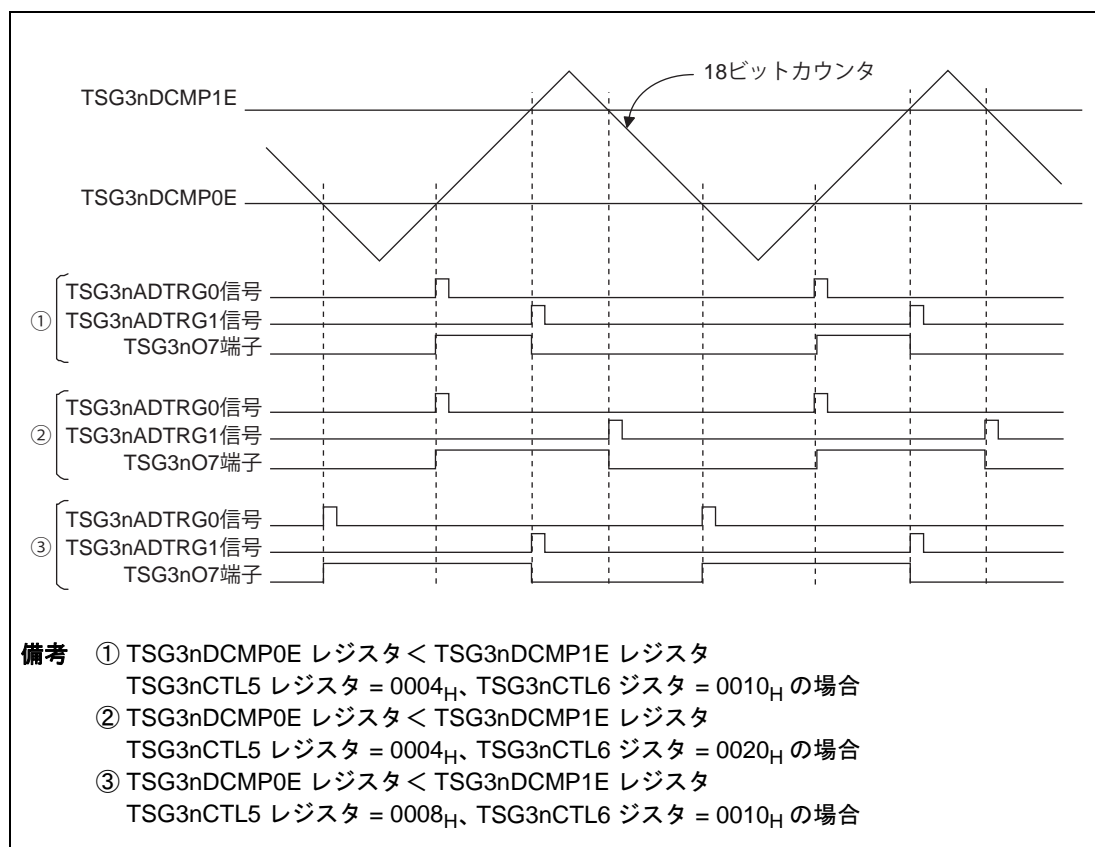 18ビットカウンタ
TSG3nDCMP1E
TSG3nDCMP0E
①
TSG3nADTRG0信号
TSG3nADTRG1信号
TSG3nO7端子
②
TSG3nADTRG0信号
TSG3nADTRG1信号
TSG3nO7端子
③
TSG3nADTRG0信号
TSG3nADTRG1信号
TSG3nO7端子
備考 ① TSG3nDCMP0E レジスタ＜TSG3nDCMP1E レジスタ
TSG3nCTL5 レジスタ = 0004H、TSG3nCTL6 ジスタ = 0010H の場合
② TSG3nDCMP0E レジスタ＜TSG3nDCMP1E レジスタ
TSG3nCTL5 レジスタ = 0004H、TSG3nCTL6 ジスタ = 0020H の場合
③ TSG3nDCMP0E レジスタ＜TSG3nDCMP1E レジスタ
TSG3nCTL5 レジスタ = 0008H、TSG3nCTL6 ジスタ = 0010H の場合